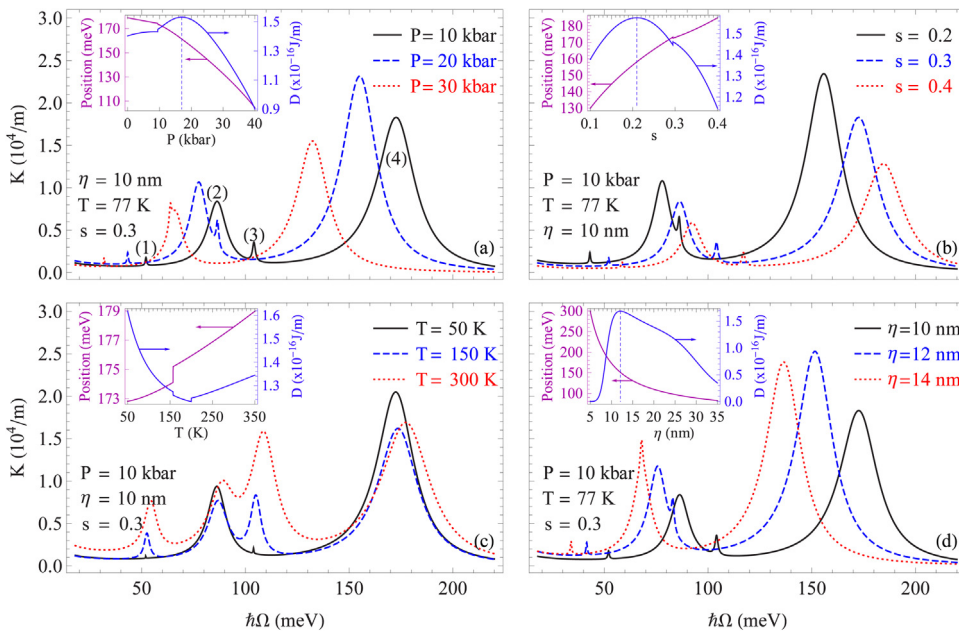 170
150
130
110
Position (meV)
0 10 20 30 40
P (kbar)
1.5
1.3
1.1
0.9
D (x10⁻¹⁶J/m)
P= 10 kbar
P= 20 kbar
P= 30 kbar
3.0
2.5
2.0
1.5
1.0
0.5
0.0
K (10⁴/m)
η = 10 nm
T = 77 K
s = 0.3
(1)
(2)
(3)
(4)
(a)
180
170
160
150
140
130
Position (meV)
0.1 0.2 0.3 0.4
s
1.5
1.4
1.3
1.2
D (x10⁻¹⁶J/m)
s = 0.2
s = 0.3
s = 0.4
P = 10 kbar
T = 77 K
η = 10 nm
(b)
179
177
175
173
Position (meV)
50 150 250 350
T (K)
1.6
1.5
1.4
1.3
D (x10⁻¹⁶J/m)
T = 50 K
T = 150 K
T = 300 K
3.0
2.5
2.0
1.5
1.0
0.5
0.0
K (10⁴/m)
P = 10 kbar
η = 10 nm
s = 0.3
(c)
50 100 150 200
ℏΩ (meV)
300
250
200
150
100
Position (meV)
5 10 15 20 25 30 35
η (nm)
1.5
1.0
0.5
0.0
D (x10⁻¹⁶J/m)
η=10 nm
η=12 nm
η=14 nm
P = 10 kbar
T = 77 K
s = 0.3
(d)
50 100 150 200
ℏΩ (meV)